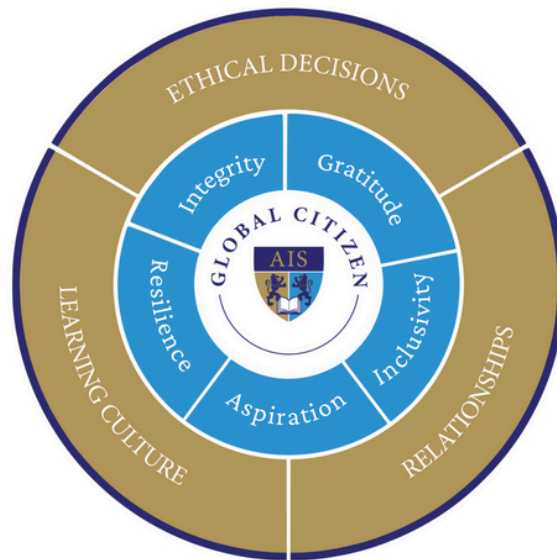 ETHICAL DECISIONS
Integrity
Gratitude
GLOBAL CITIZEN
AIS
Resilience
Inclusivity
Aspiration
LEARNING CULTURE
RELATIONSHIPS